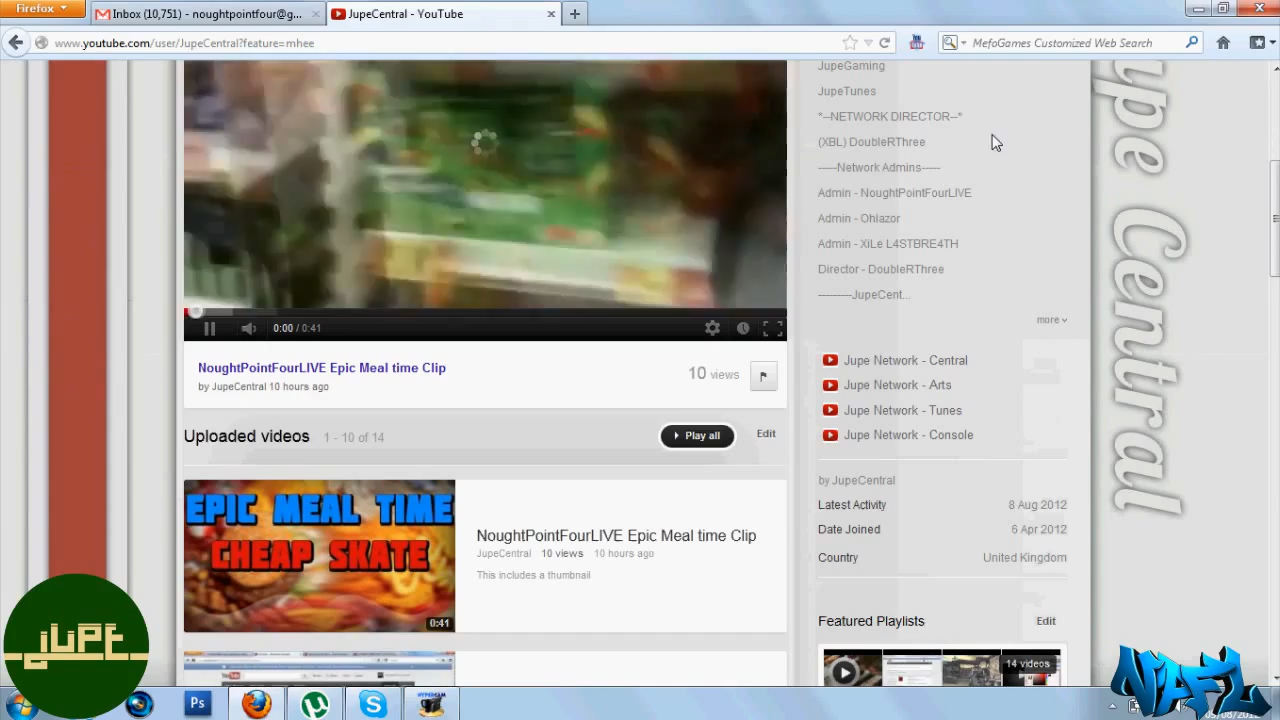 Firefox
Inbox (10,751) - noughtpointfour@g...
JupeCentral - YouTube
www.youtube.com/user/JupeCentral?feature=mhee
MefoGames Customized Web Search
JupeGaming
JupeTunes
*--NETWORK DIRECTOR--*
(XBL) DoubleRThree
-----Network Admins-----
Admin - NoughtPointFourLIVE
Admin - Ohlazor
Admin - XiLe L4STBRE4TH
Director - DoubleRThree
----------JupeCent...
more
0:00 / 0:41
NoughtPointFourLIVE Epic Meal time Clip
by JupeCentral 10 hours ago
10 views
Jupe Network - Central
Jupe Network - Arts
Jupe Network - Tunes
Jupe Network - Console
Uploaded videos 1 - 10 of 14
Play all
Edit
by JupeCentral
Latest Activity 8 Aug 2012
Date Joined 6 Apr 2012
Country United Kingdom
EPIC MEAL TIME
CHEAP SKATE
0:41
NoughtPointFourLIVE Epic Meal time Clip
JupeCentral 10 views 10 hours ago
This includes a thumbnail
Featured Playlists Edit
14 videos
upe Central
JUPE
Ps
HYPERCAM